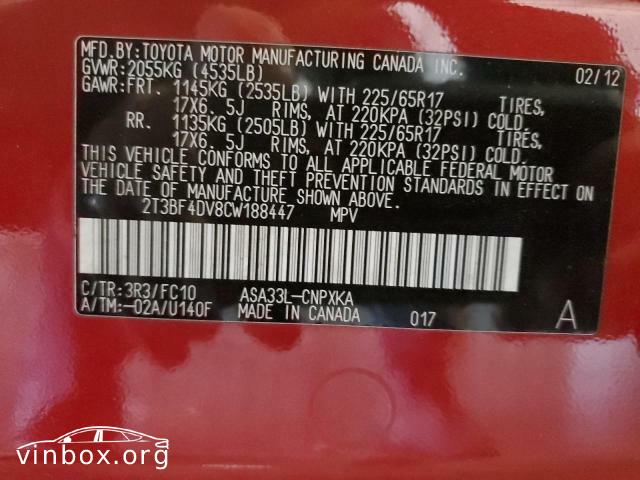 MFD.BY:TOYOTA MOTOR MANUFACTURING CANADA INC.
02/12
GVWR:2055KG (4535LB)
GAWR:FRT. 1145KG (2535LB) WITH 225/65R17 TIRES,
17X6. 5J RIMS, AT 220KPA (32PSI) COLD
RR. 1135KG (2505LB) WITH 225/65R17 TIRES,
17X6. 5J RIMS, AT 220KPA (32PSI) COLD.
THIS VEHICLE CONFORMS TO ALL APPLICABLE FEDERAL MOTOR
VEHICLE SAFETY AND THEFT PREVENTION STANDARDS IN EFFECT ON
THE DATE OF MANUFACTURE SHOWN ABOVE.
2T3BF4DV8CW188447 MPV
C/TR:3R3/FC10 ASA33L-CNPXKA
A/TM:-02A/U140F MADE IN CANADA 017 A
vinbox.org